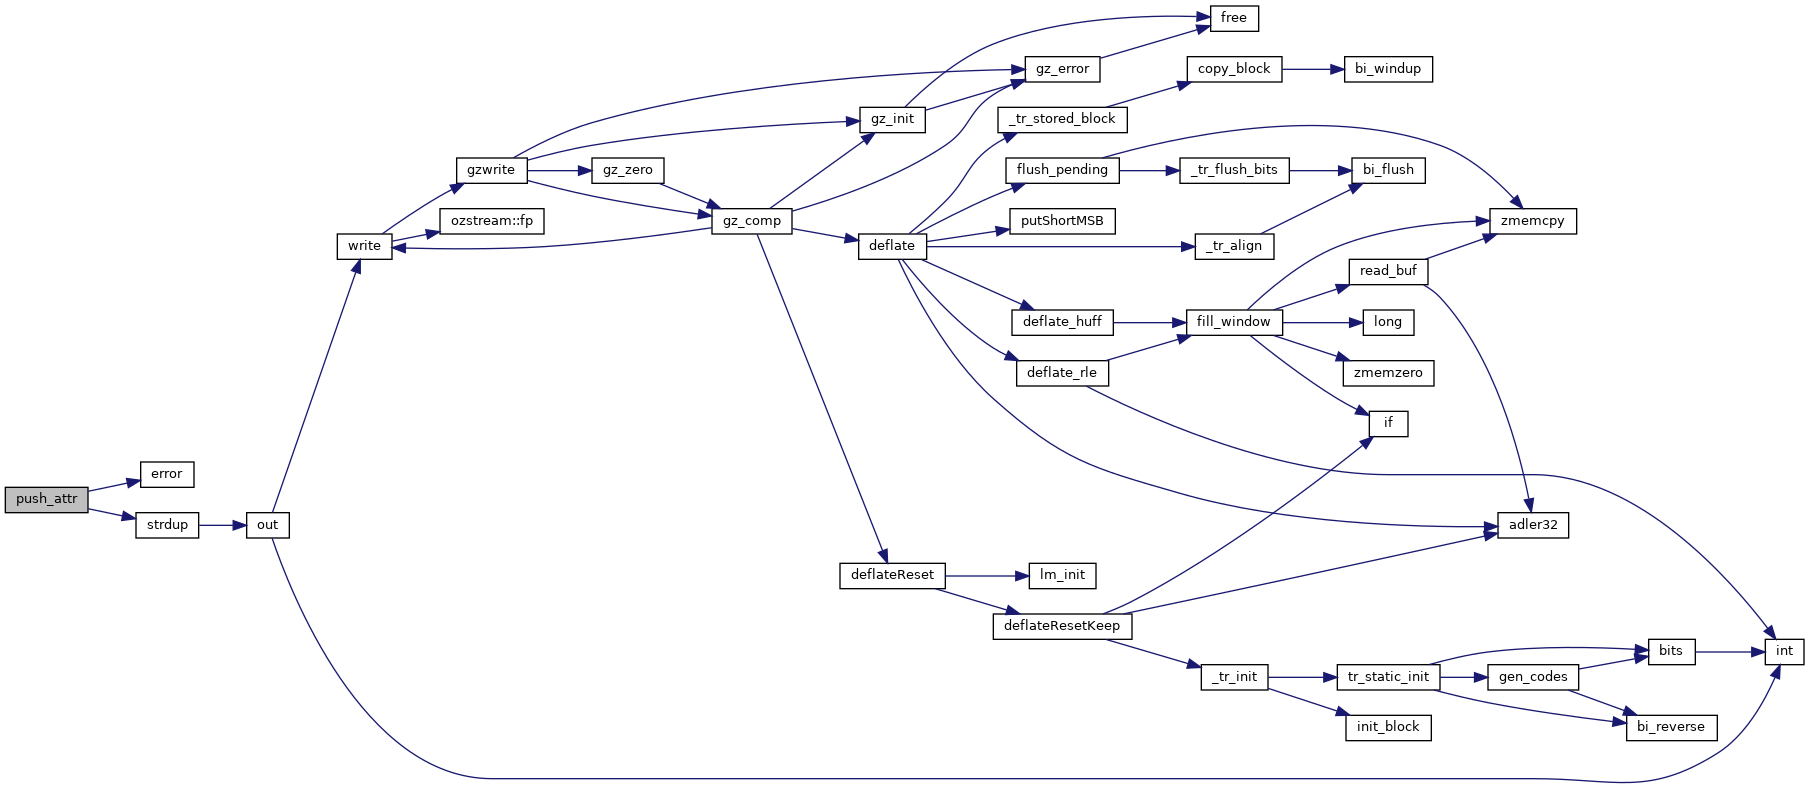 push_attr
error
strdup
out
write
gzwrite
ozstream::fp
gz_zero
gz_comp
gz_init
deflate
deflateReset
free
gz_error
_tr_stored_block
flush_pending
putShortMSB
deflate_huff
deflate_rle
lm_init
deflateResetKeep
copy_block
_tr_flush_bits
_tr_align
fill_window
_tr_init
bi_windup
bi_flush
read_buf
long
zmemzero
if
tr_static_init
init_block
zmemcpy
adler32
gen_codes
bits
bi_reverse
int